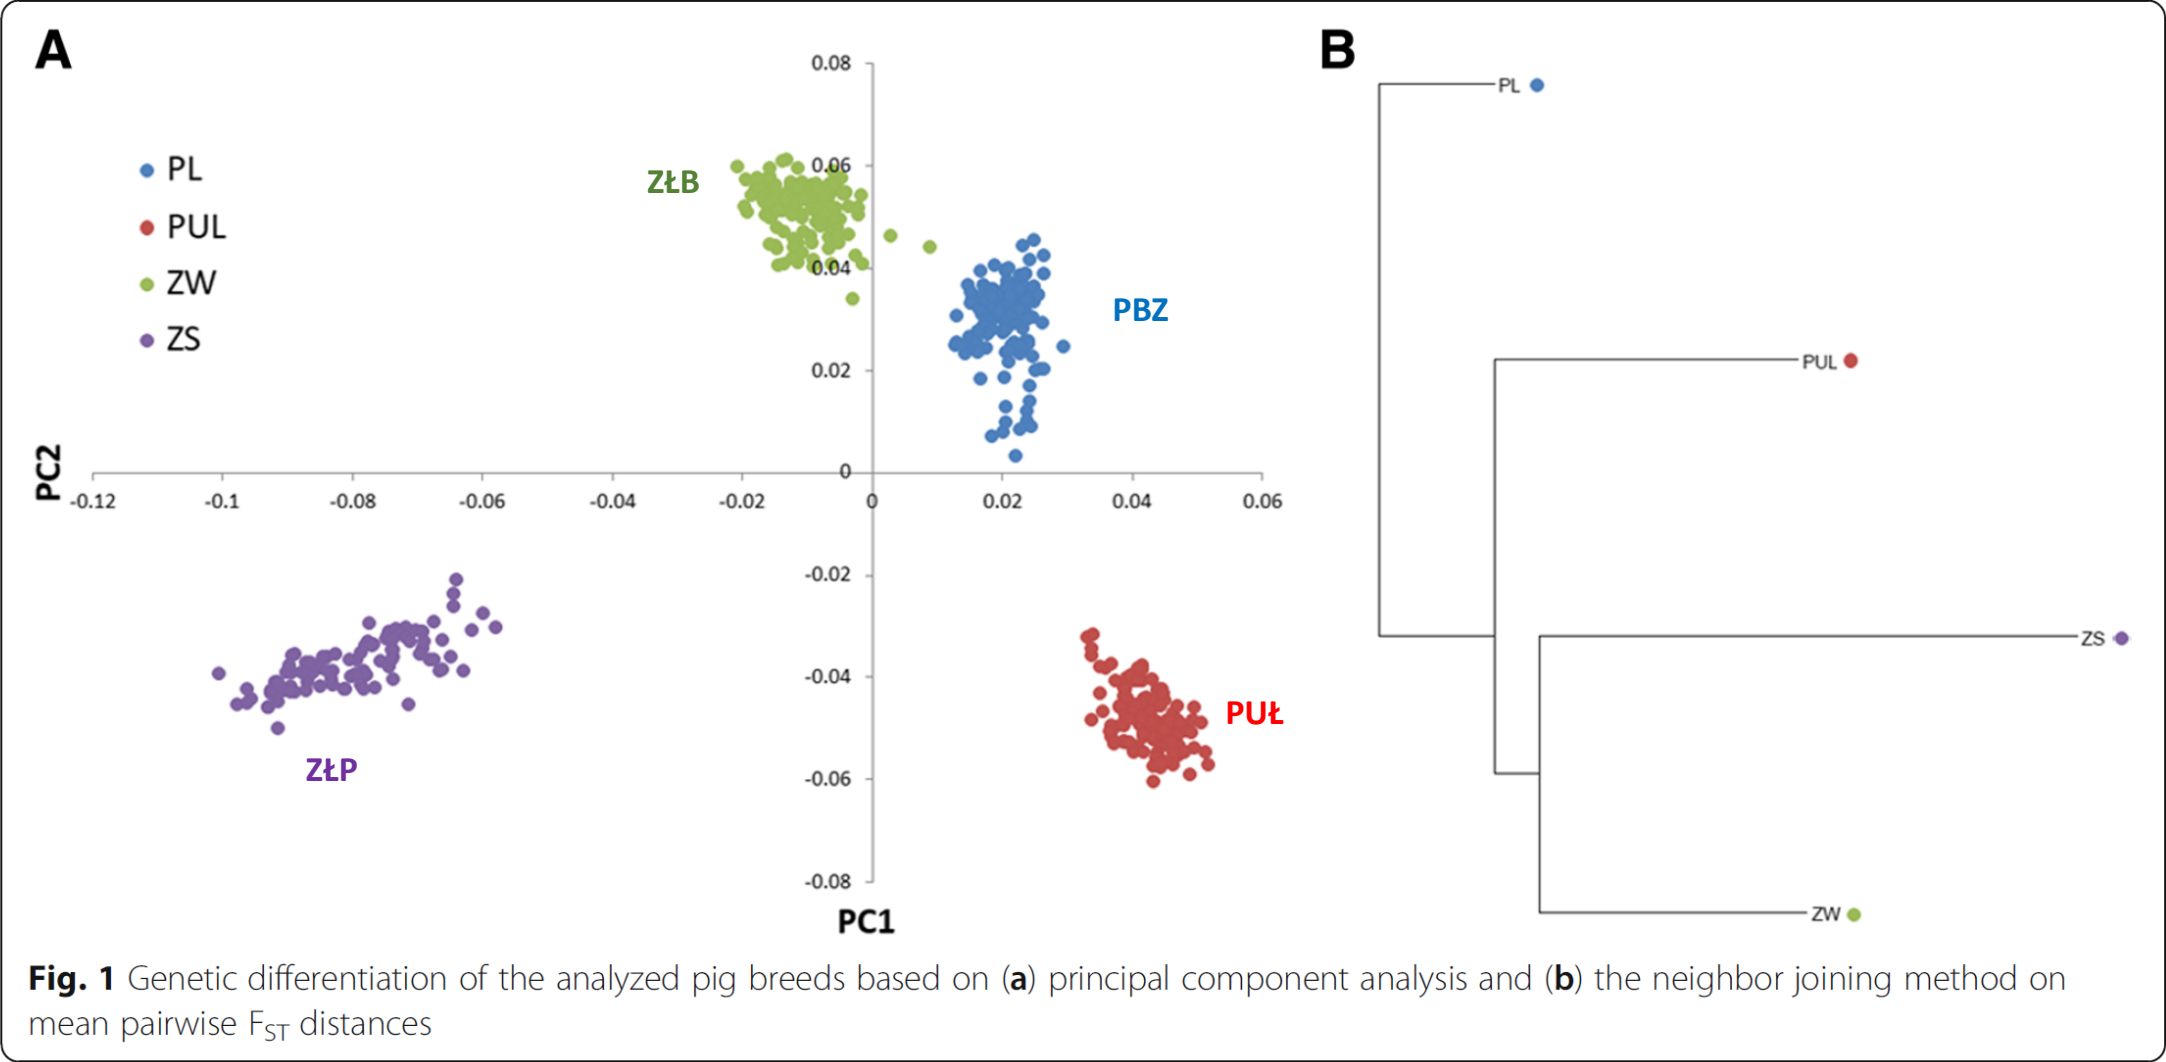 A
B
PL
PUL
ZW
ZS
ZŁB
PBZ
ZŁP
PUŁ
0.08
0.06
0.04
0.02
0
-0.02
-0.04
-0.06
-0.08
-0.12
-0.1
-0.08
-0.06
-0.04
-0.02
0
0.02
0.04
0.06
PC2
PC1
PL
PUL
ZS
ZW
Fig. 1 Genetic differentiation of the analyzed pig breeds based on (a) principal component analysis and (b) the neighbor joining method on
mean pairwise FST distances